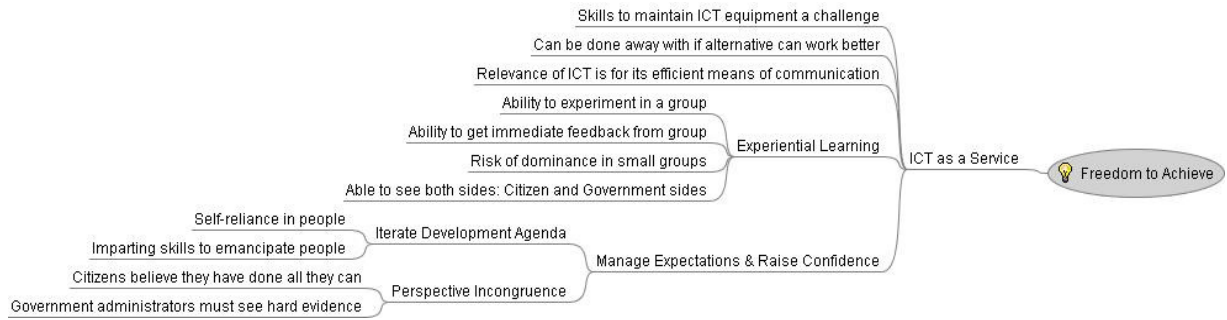 Skills to maintain ICT equipment a challenge
Can be done away with if alternative can work better
Relevance of ICT is for its efficient means of communication
Ability to experiment in a group
Ability to get immediate feedback from group
Experiential Learning
Risk of dominance in small groups
ICT as a Service
Freedom to Achieve
Able to see both sides: Citizen and Government sides
Self-reliance in people
Iterate Development Agenda
Imparting skills to emancipate people
Manage Expectations & Raise Confidence
Citizens believe they have done all they can
Perspective Incongruence
Government administrators must see hard evidence